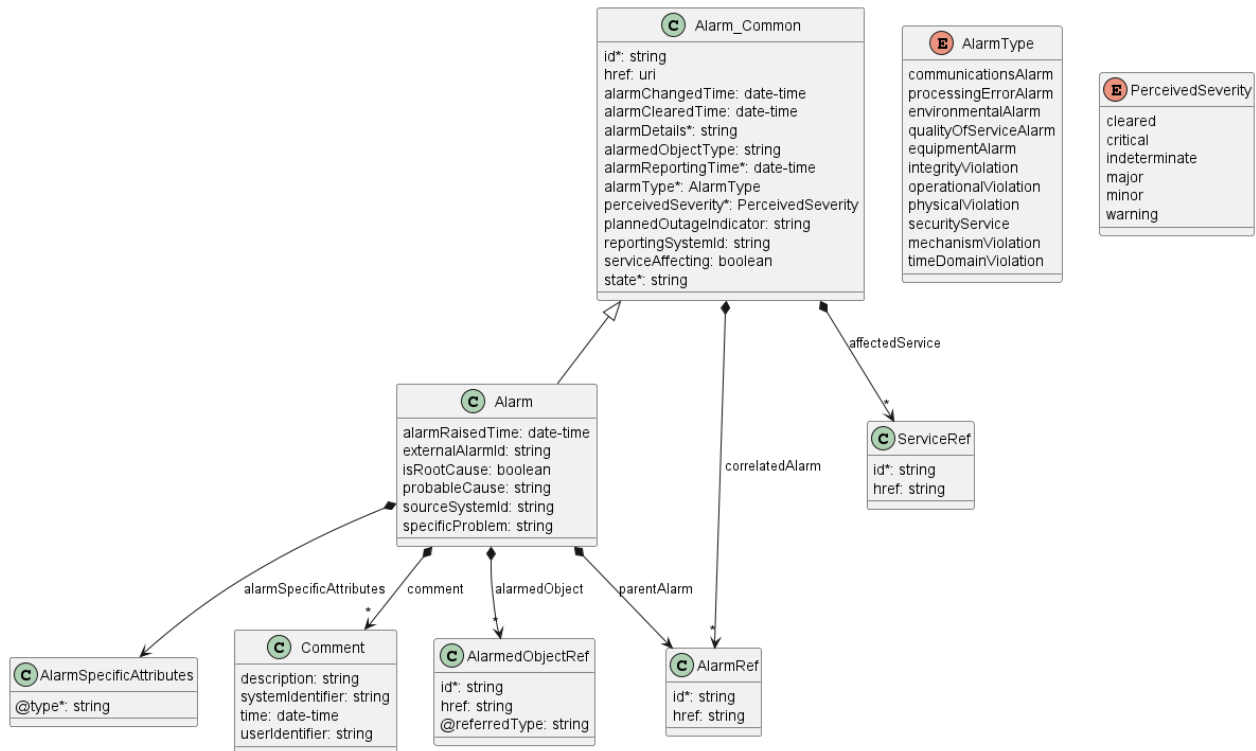 C Alarm_Common
id*: string
href: uri
alarmChangedTime: date-time
alarmClearedTime: date-time
alarmDetails*: string
alarmedObjectType: string
alarmReportingTime*: date-time
alarmType*: AlarmType
perceivedSeverity*: PerceivedSeverity
plannedOutageIndicator: string
reportingSystemId: string
serviceAffecting: boolean
state*: string
E AlarmType
communicationsAlarm
processingErrorAlarm
environmentalAlarm
qualityOfServiceAlarm
equipmentAlarm
integrityViolation
operationalViolation
physicalViolation
securityService
mechanismViolation
timeDomainViolation
E PerceivedSeverity
cleared
critical
indeterminate
major
minor
warning
affectedService
*
C Alarm
alarmRaisedTime: date-time
externalAlarmId: string
isRootCause: boolean
probableCause: string
sourceSystemId: string
specificProblem: string
correlatedAlarm
*
C ServiceRef
id*: string
href: string
alarmSpecificAttributes
comment
*
alarmedObject
*
parentAlarm
C AlarmSpecificAttributes
@type*: string
C Comment
description: string
systemIdentifier: string
time: date-time
userIdentifier: string
C AlarmedObjectRef
id*: string
href: string
@referredType: string
C AlarmRef
id*: string
href: string